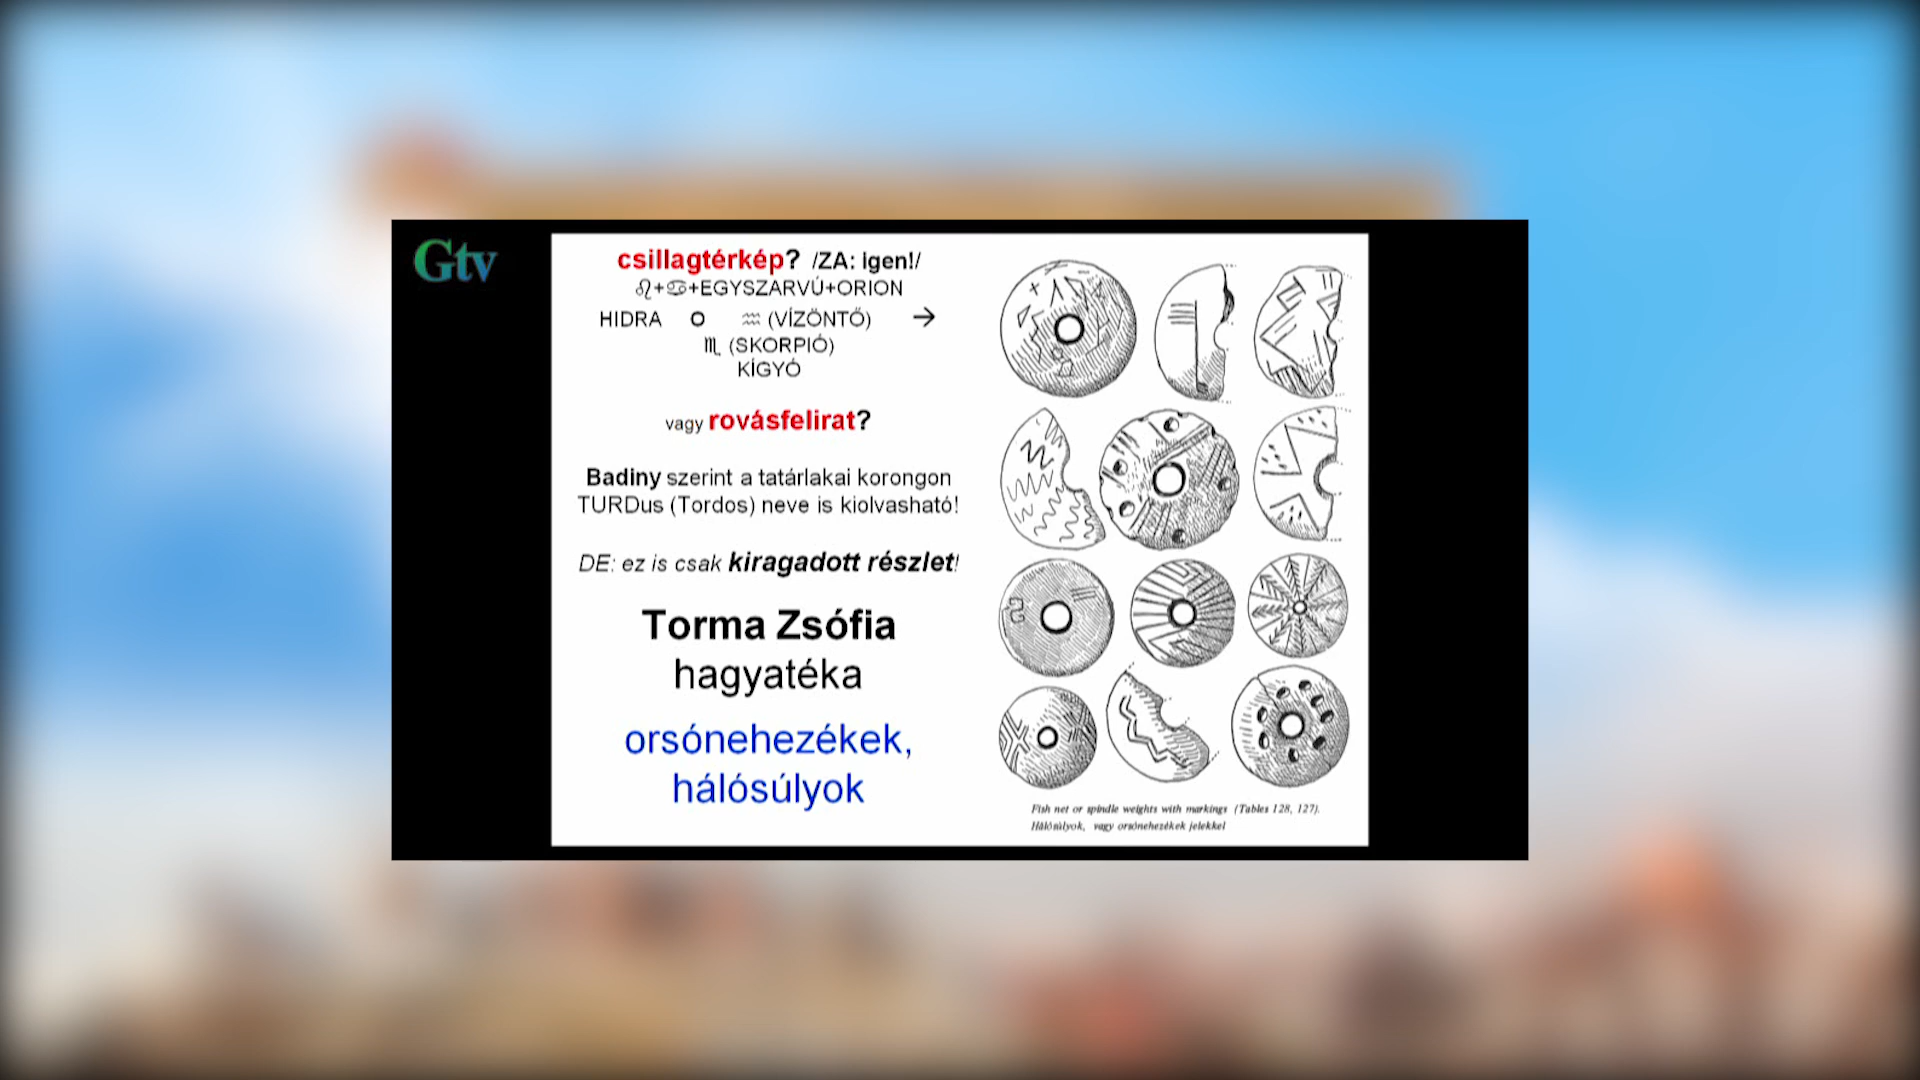 Gtv
csillagtérkép? /ZA: igen!/
♌+♋+EGYSZARVÚ+ORION
HIDRA O ♒ (VÍZÖNTŐ) →
♏ (SKORPIÓ)
KÍGYÓ
vagy rovásfelirat?
Badiny szerint a tatárlakai korongon
TURDus (Tordos) neve is kiolvasható!
DE: ez is csak kiragadott részlet!
Torma Zsófia
hagyatéka
orsónehezékek,
hálósúlyok
Fish net or spindle weights with markings (Tables 128, 127).
Hálósúlyok, vagy orsónehezékek jelekkel